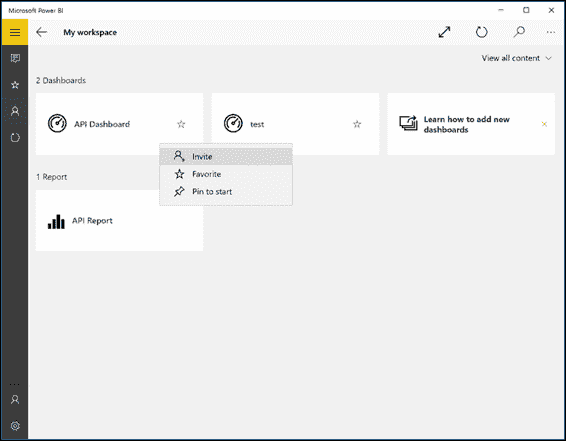 Microsoft Power BI
My workspace
View all content
2 Dashboards
API Dashboard
test
Learn how to add new
dashboards
Invite
Favorite
Pin to start
1 Report
API Report